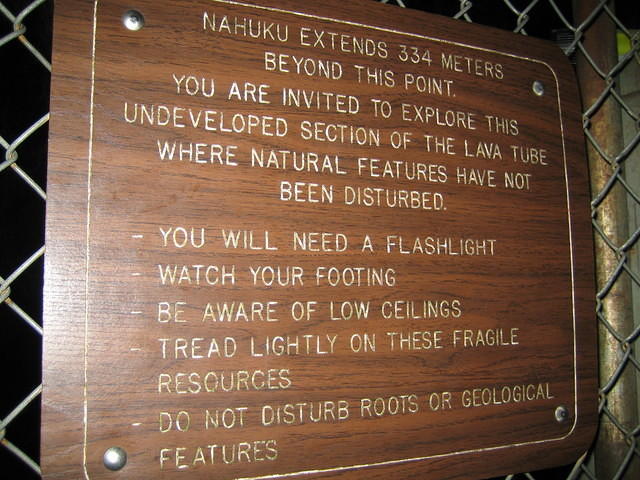 NAHUKU EXTENDS 334 METERS
BEYOND THIS POINT.
YOU ARE INVITED TO EXPLORE THIS
UNDEVELOPED SECTION OF THE LAVA TUBE
WHERE NATURAL FEATURES HAVE NOT
BEEN DISTURBED.
- YOU WILL NEED A FLASHLIGHT
- WATCH YOUR FOOTING
- BE AWARE OF LOW CEILINGS
- TREAD LIGHTLY ON THESE FRAGILE
RESOURCES
- DO NOT DISTURB ROOTS OR GEOLOGICAL
FEATURES